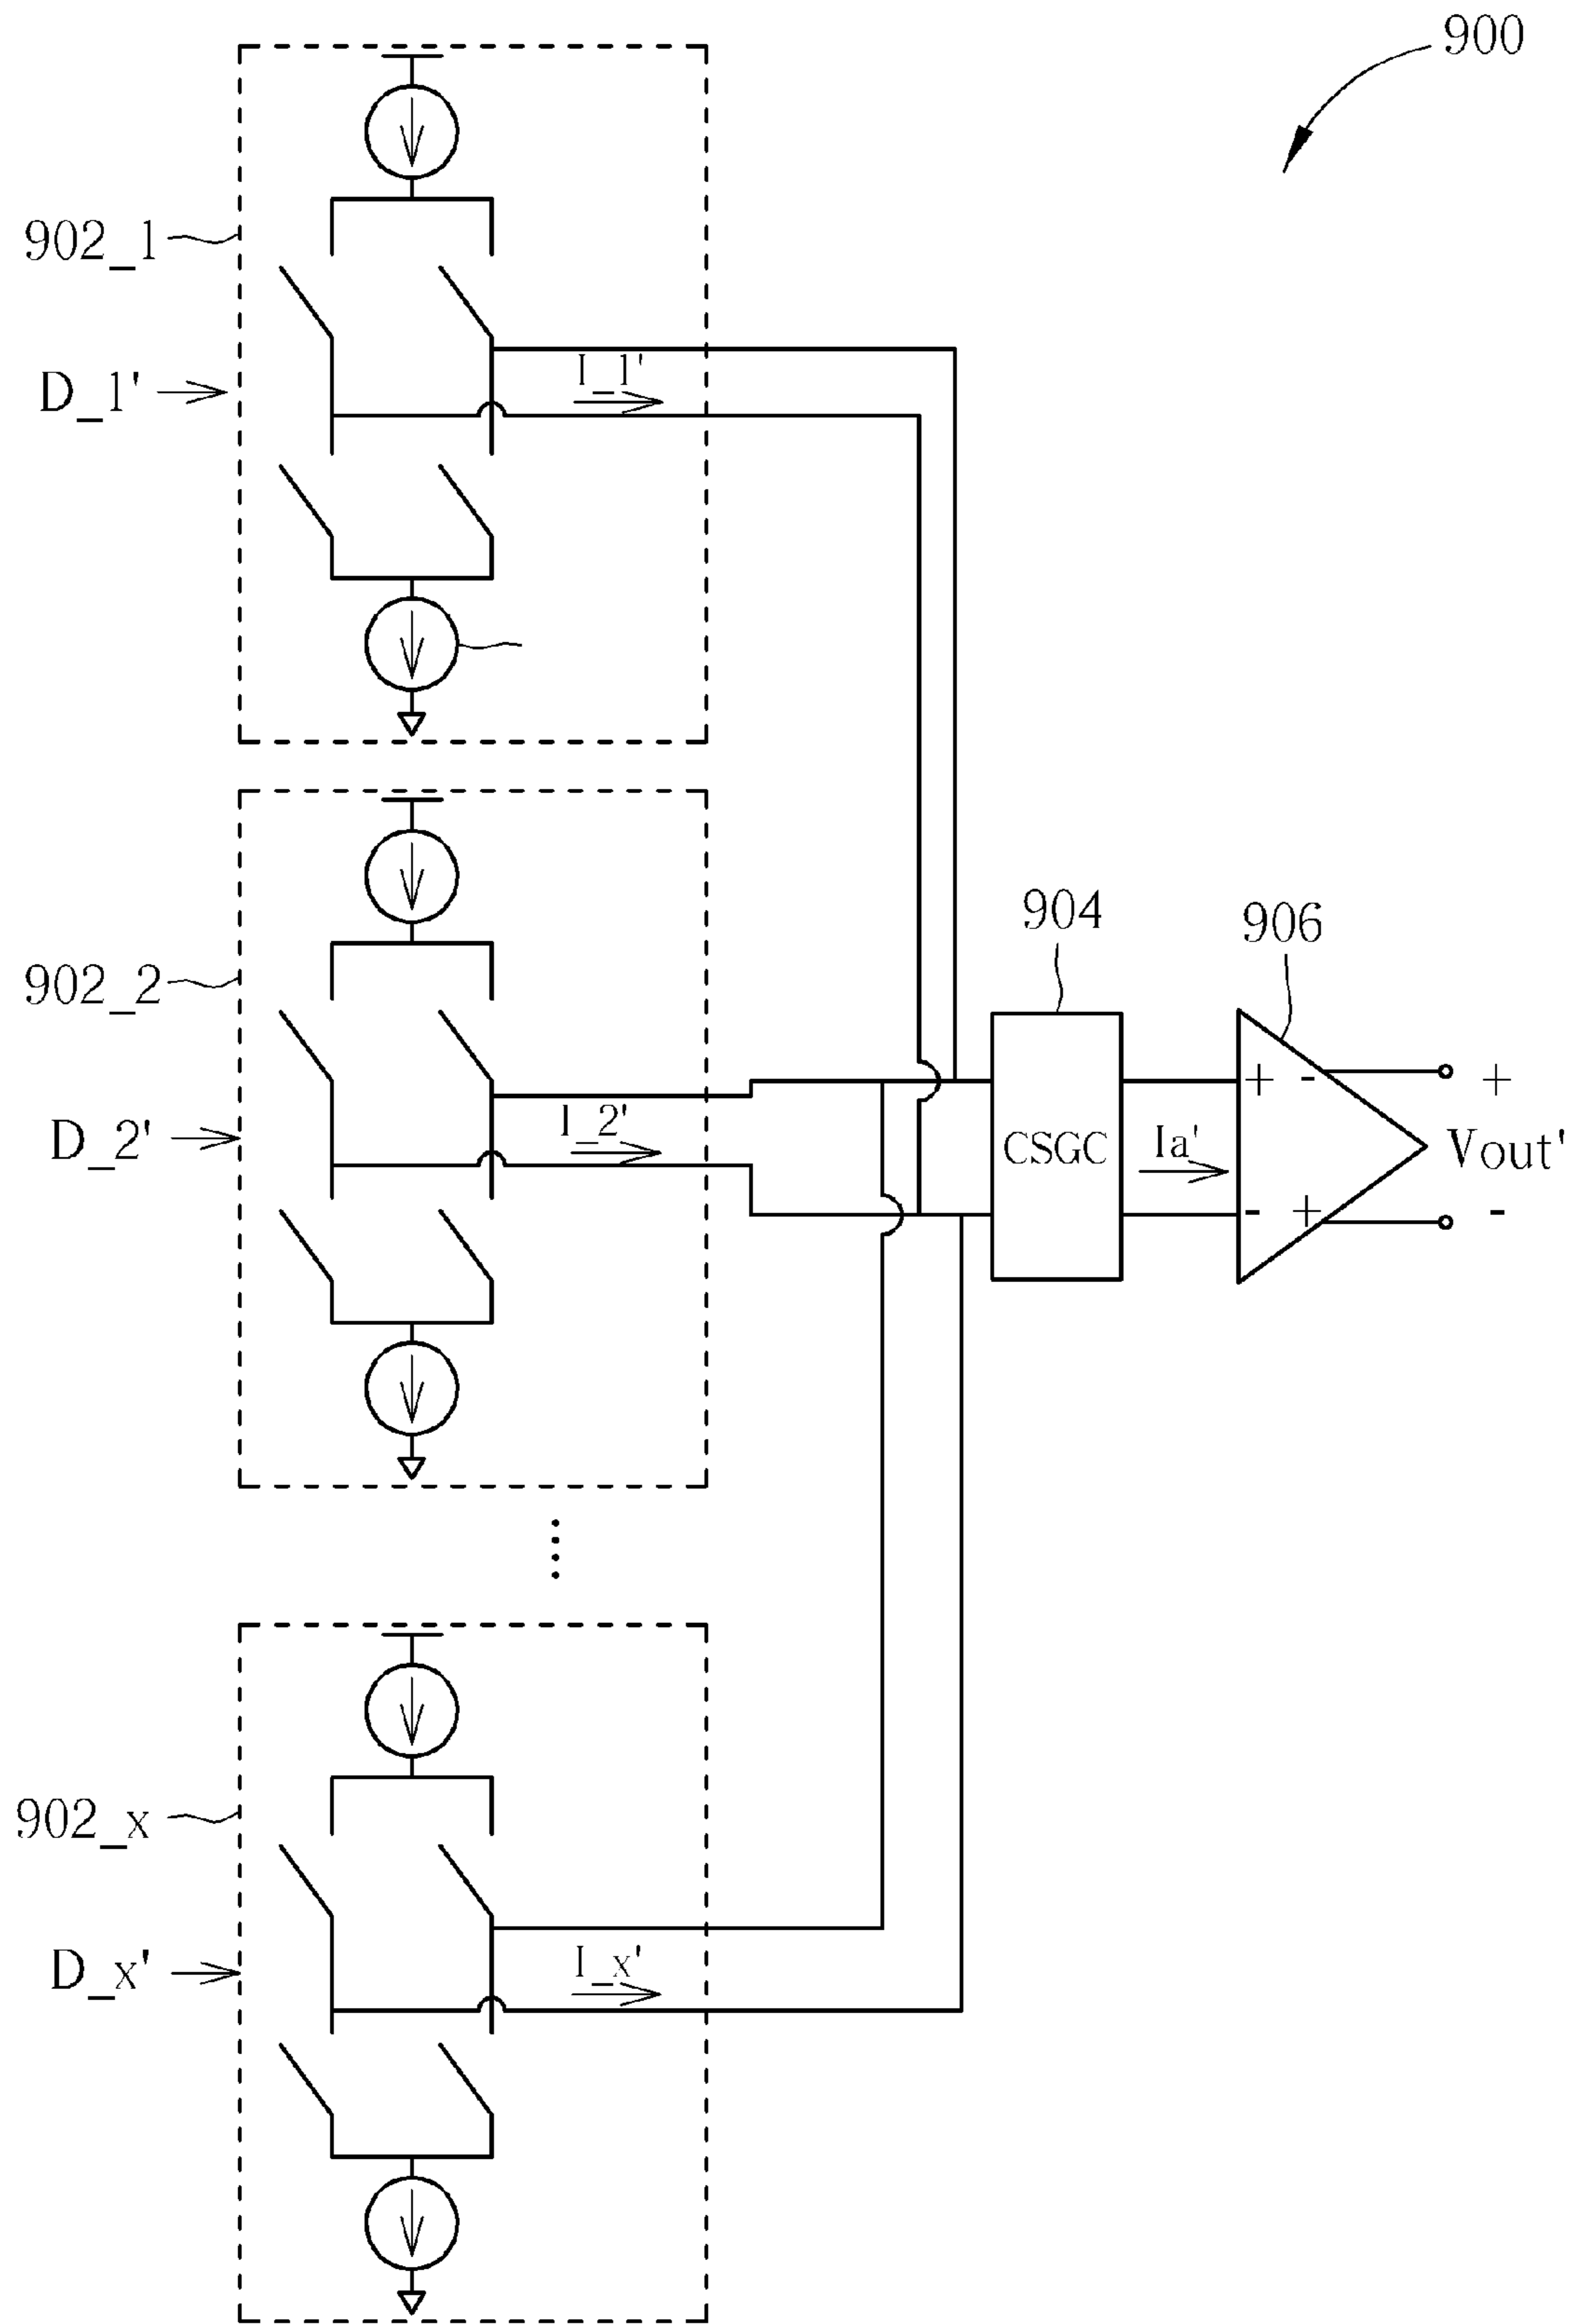 900
902_1
D_1'
I_1'
902_2
D_2'
I_2'
904
906
CSGC
Ia'
+ -
- +
+
Vout'
-
902_x
D_x'
I_x'